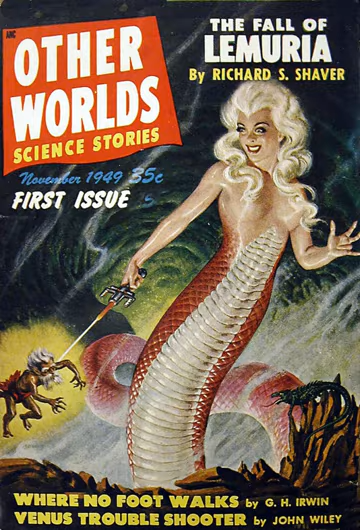 ANC
OTHER
WORLDS
SCIENCE STORIES
THE FALL OF
LEMURIA
By RICHARD S. SHAVER
November 1949 35c
FIRST ISSUE
WHERE NO FOOT WALKS by G. H. IRWIN
VENUS TROUBLE SHOOTER by JOHN WILEY